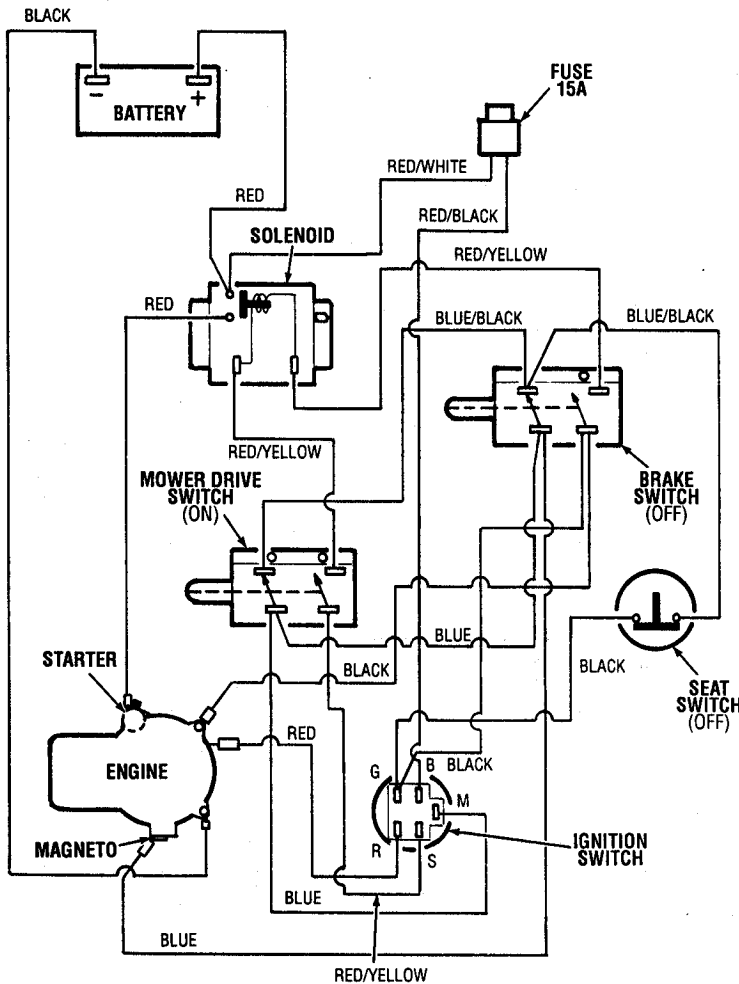 BLACK
BATTERY
-
+
FUSE
15A
RED/WHITE
RED
RED/BLACK
SOLENOID
RED/YELLOW
RED
BLUE/BLACK
BLUE/BLACK
RED/YELLOW
MOWER DRIVE
SWITCH
(ON)
BRAKE
SWITCH
(OFF)
BLUE
STARTER
BLACK
BLACK
SEAT
SWITCH
(OFF)
RED
ENGINE
G
B
BLACK
M
MAGNETO
R
S
IGNITION
SWITCH
BLUE
BLUE
RED/YELLOW